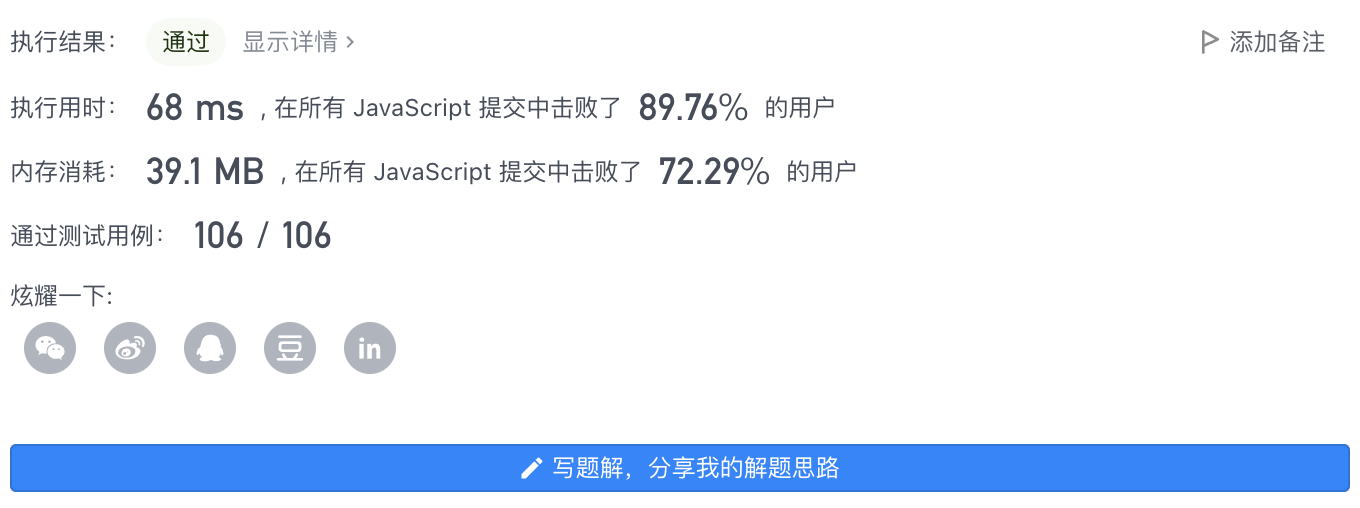 执行结果： 通过 显示详情 › 添加备注
执行用时： 68 ms , 在所有 JavaScript 提交中击败了 89.76% 的用户
内存消耗： 39.1 MB , 在所有 JavaScript 提交中击败了 72.29% 的用户
通过测试用例： 106 / 106
炫耀一下:
豆 in
写题解，分享我的解题思路